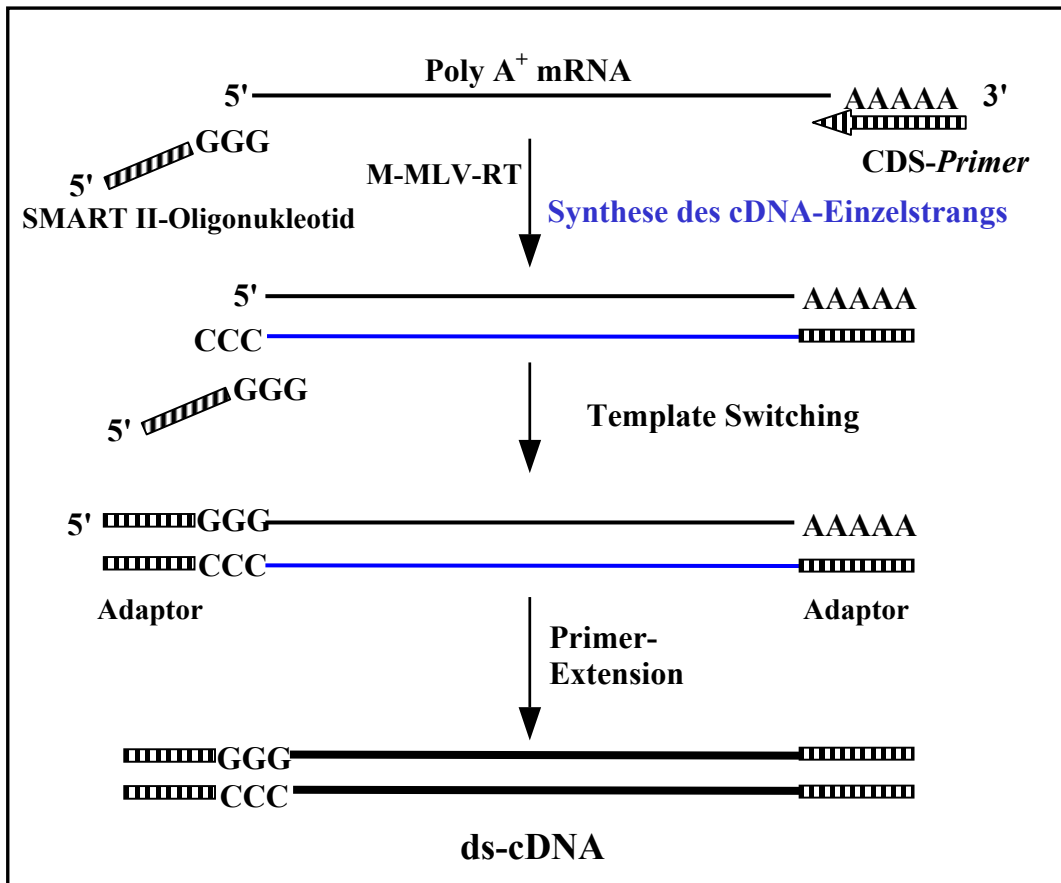 Poly A+ mRNA
5'
AAAAA 3'
GGG
5'
SMART II-Oligonukleotid
M-MLV-RT
CDS-Primer
Synthese des cDNA-Einzelstrangs
5'
AAAAA
CCC
GGG
5'
Template Switching
5' GGG AAAAA
CCC
Adaptor
Adaptor
Primer-
Extension
GGG
CCC
ds-cDNA